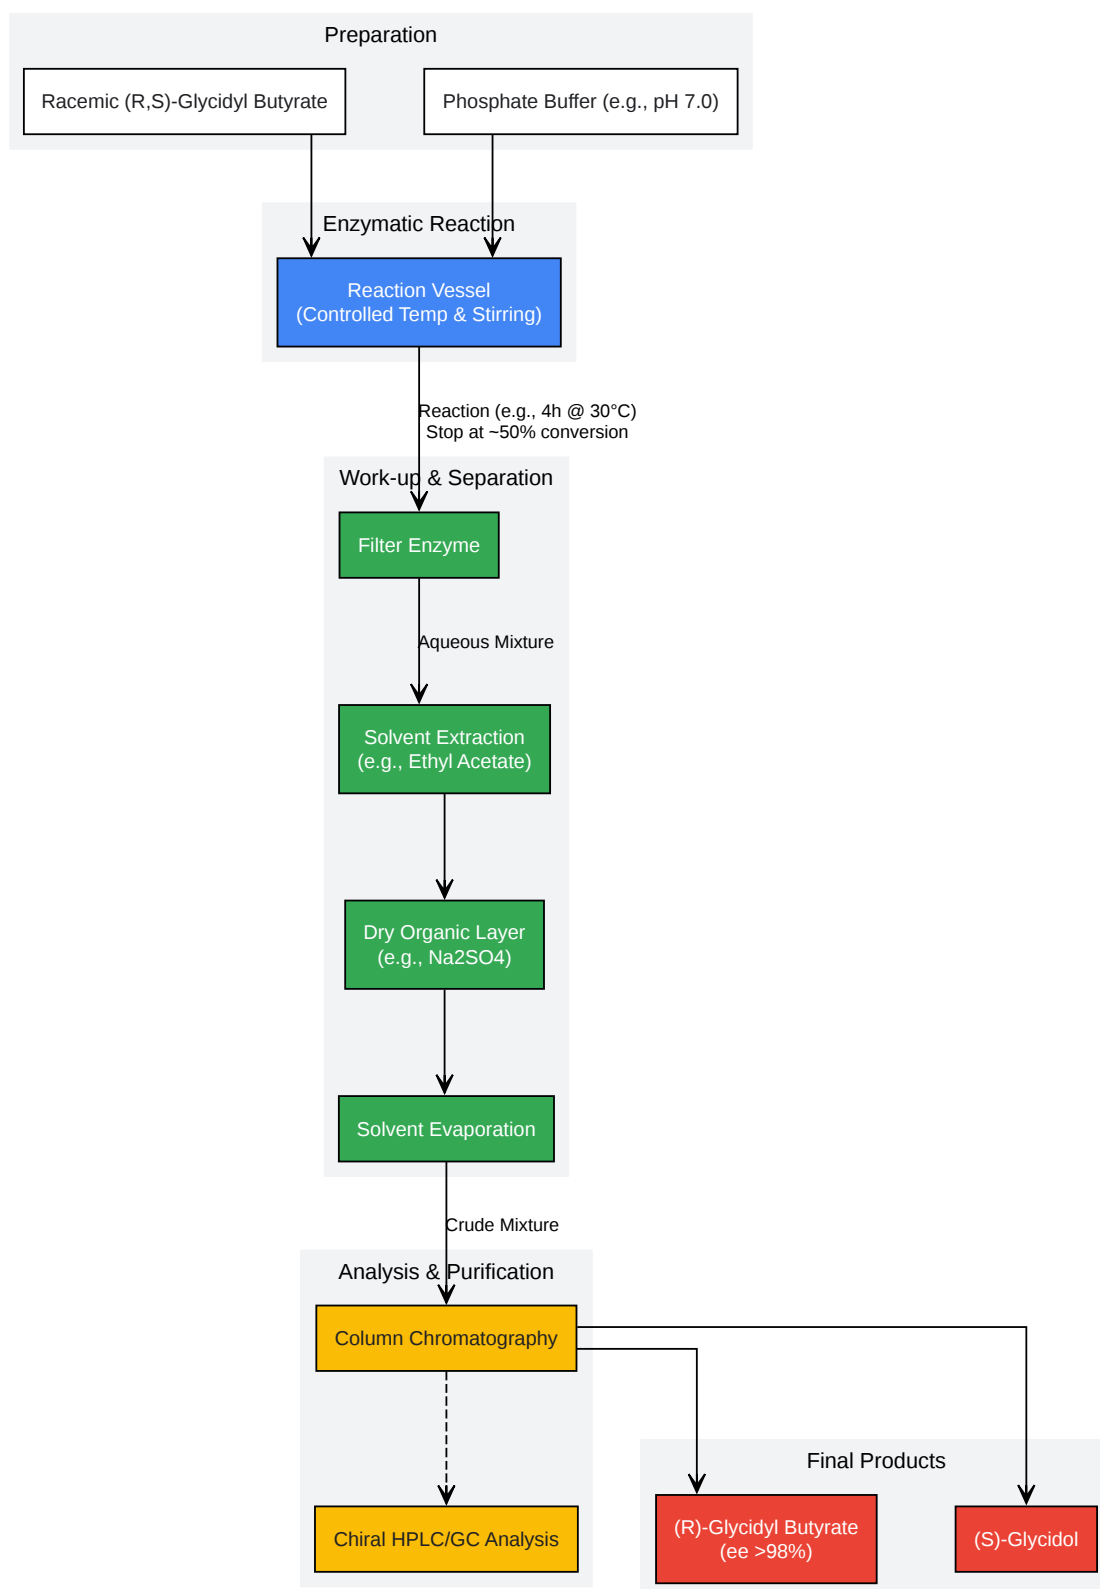 Preparation
Racemic (R,S)-Glycidyl Butyrate
Phosphate Buffer (e.g., pH 7.0)
Enzymatic Reaction
Reaction Vessel
(Controlled Temp & Stirring)
Reaction (e.g., 4h @ 30°C)
Stop at ~50% conversion
Work-up & Separation
Filter Enzyme
Aqueous Mixture
Solvent Extraction
(e.g., Ethyl Acetate)
Dry Organic Layer
(e.g., Na2SO4)
Solvent Evaporation
Crude Mixture
Analysis & Purification
Column Chromatography
Chiral HPLC/GC Analysis
Final Products
(R)-Glycidyl Butyrate
(ee >98%)
(S)-Glycidol